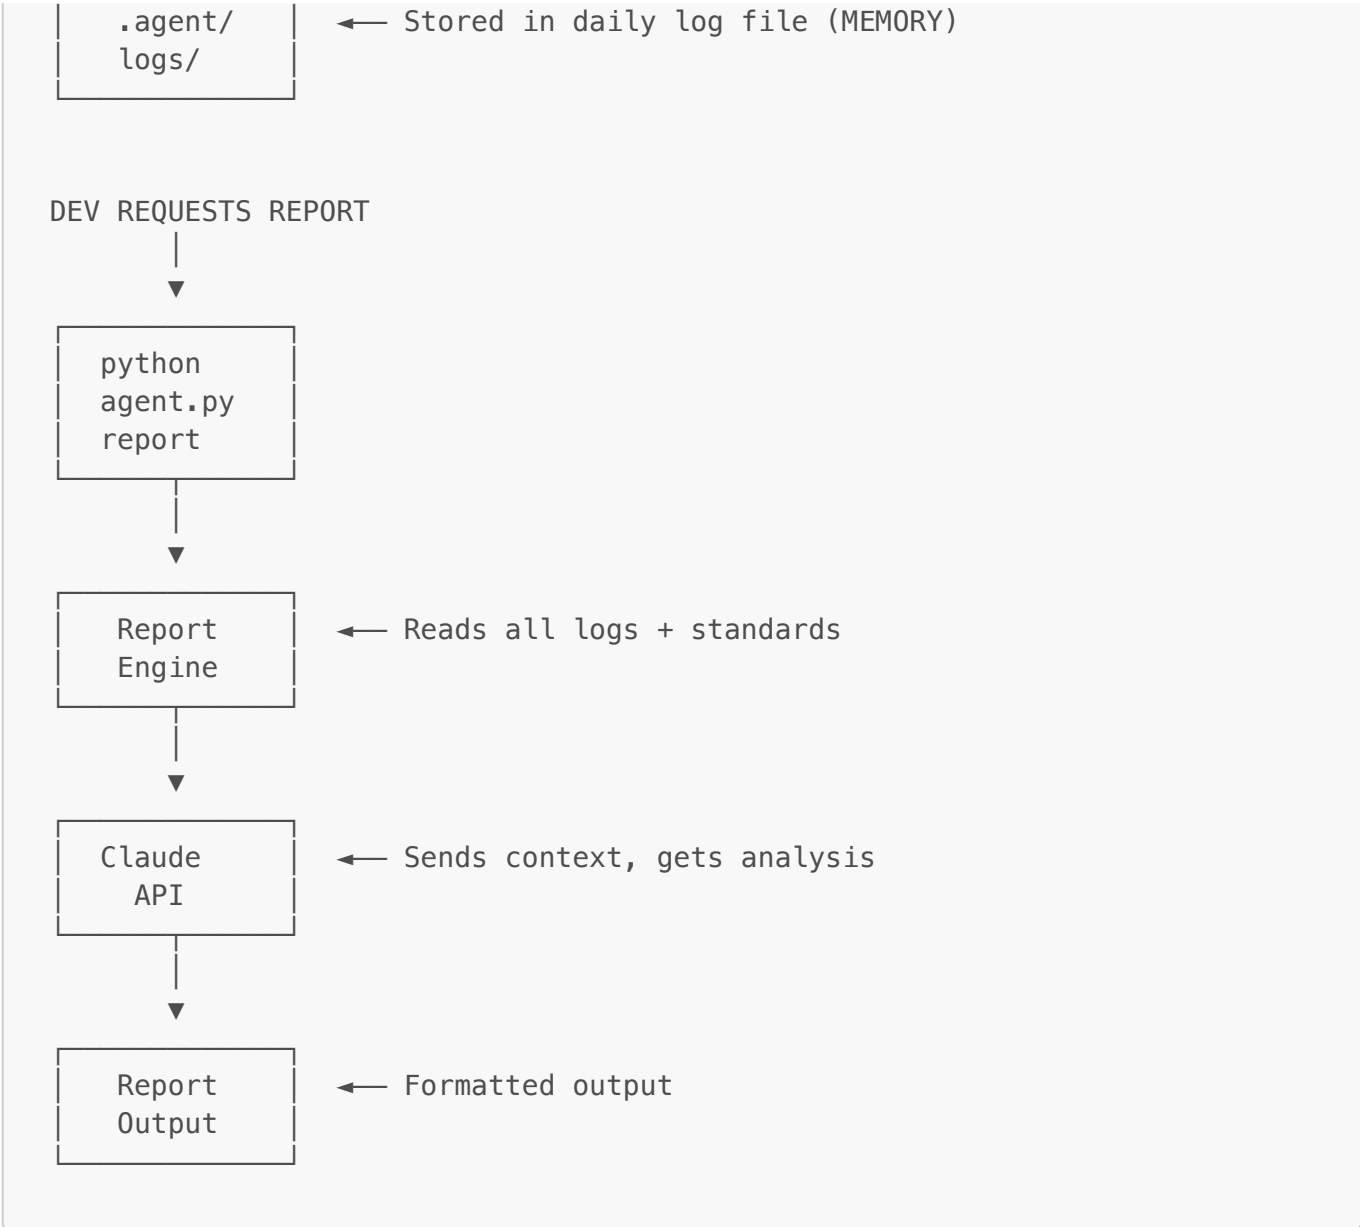 .agent/ ◄── Stored in daily log file (MEMORY)
logs/
DEV REQUESTS REPORT
python
agent.py
report
Report ◄── Reads all logs + standards
Engine
Claude ◄── Sends context, gets analysis
API
Report ◄── Formatted output
Output